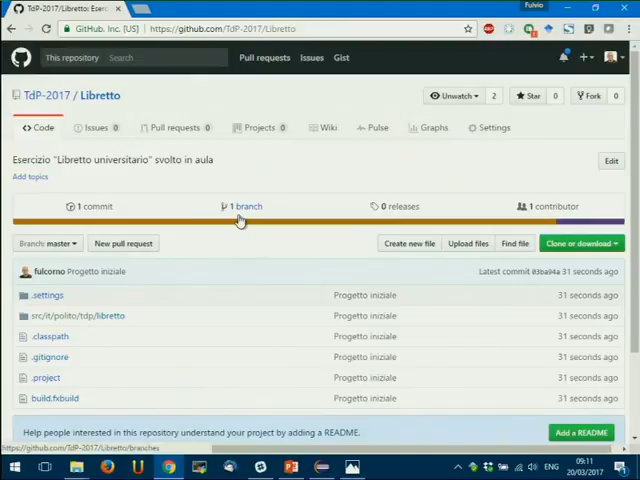 TdP-2017/Libretto: Eserc
Fulvio
GitHub, Inc. [US] https://github.com/TdP-2017/Libretto
This repository Search Pull requests Issues Gist
TdP-2017 / Libretto Unwatch 2 Star 0 Fork 0
Code Issues 0 Pull requests 0 Projects 0 Wiki Pulse Graphs Settings
Esercizio "Libretto universitario" svolto in aula Edit
Add topics
1 commit 1 branch 0 releases 1 contributor
Branch: master New pull request Create new file Upload files Find file Clone or download
fulcorno Progetto iniziale Latest commit 03ba94a 31 seconds ago
.settings Progetto iniziale 31 seconds ago
src/it/polito/tdp/libretto Progetto iniziale 31 seconds ago
.classpath Progetto iniziale 31 seconds ago
.gitignore Progetto iniziale 31 seconds ago
.project Progetto iniziale 31 seconds ago
build.fxbuild Progetto iniziale 31 seconds ago
Help people interested in this repository understand your project by adding a README. Add a README
https://github.com/TdP-2017/Libretto/branches
09:11
20/03/2017